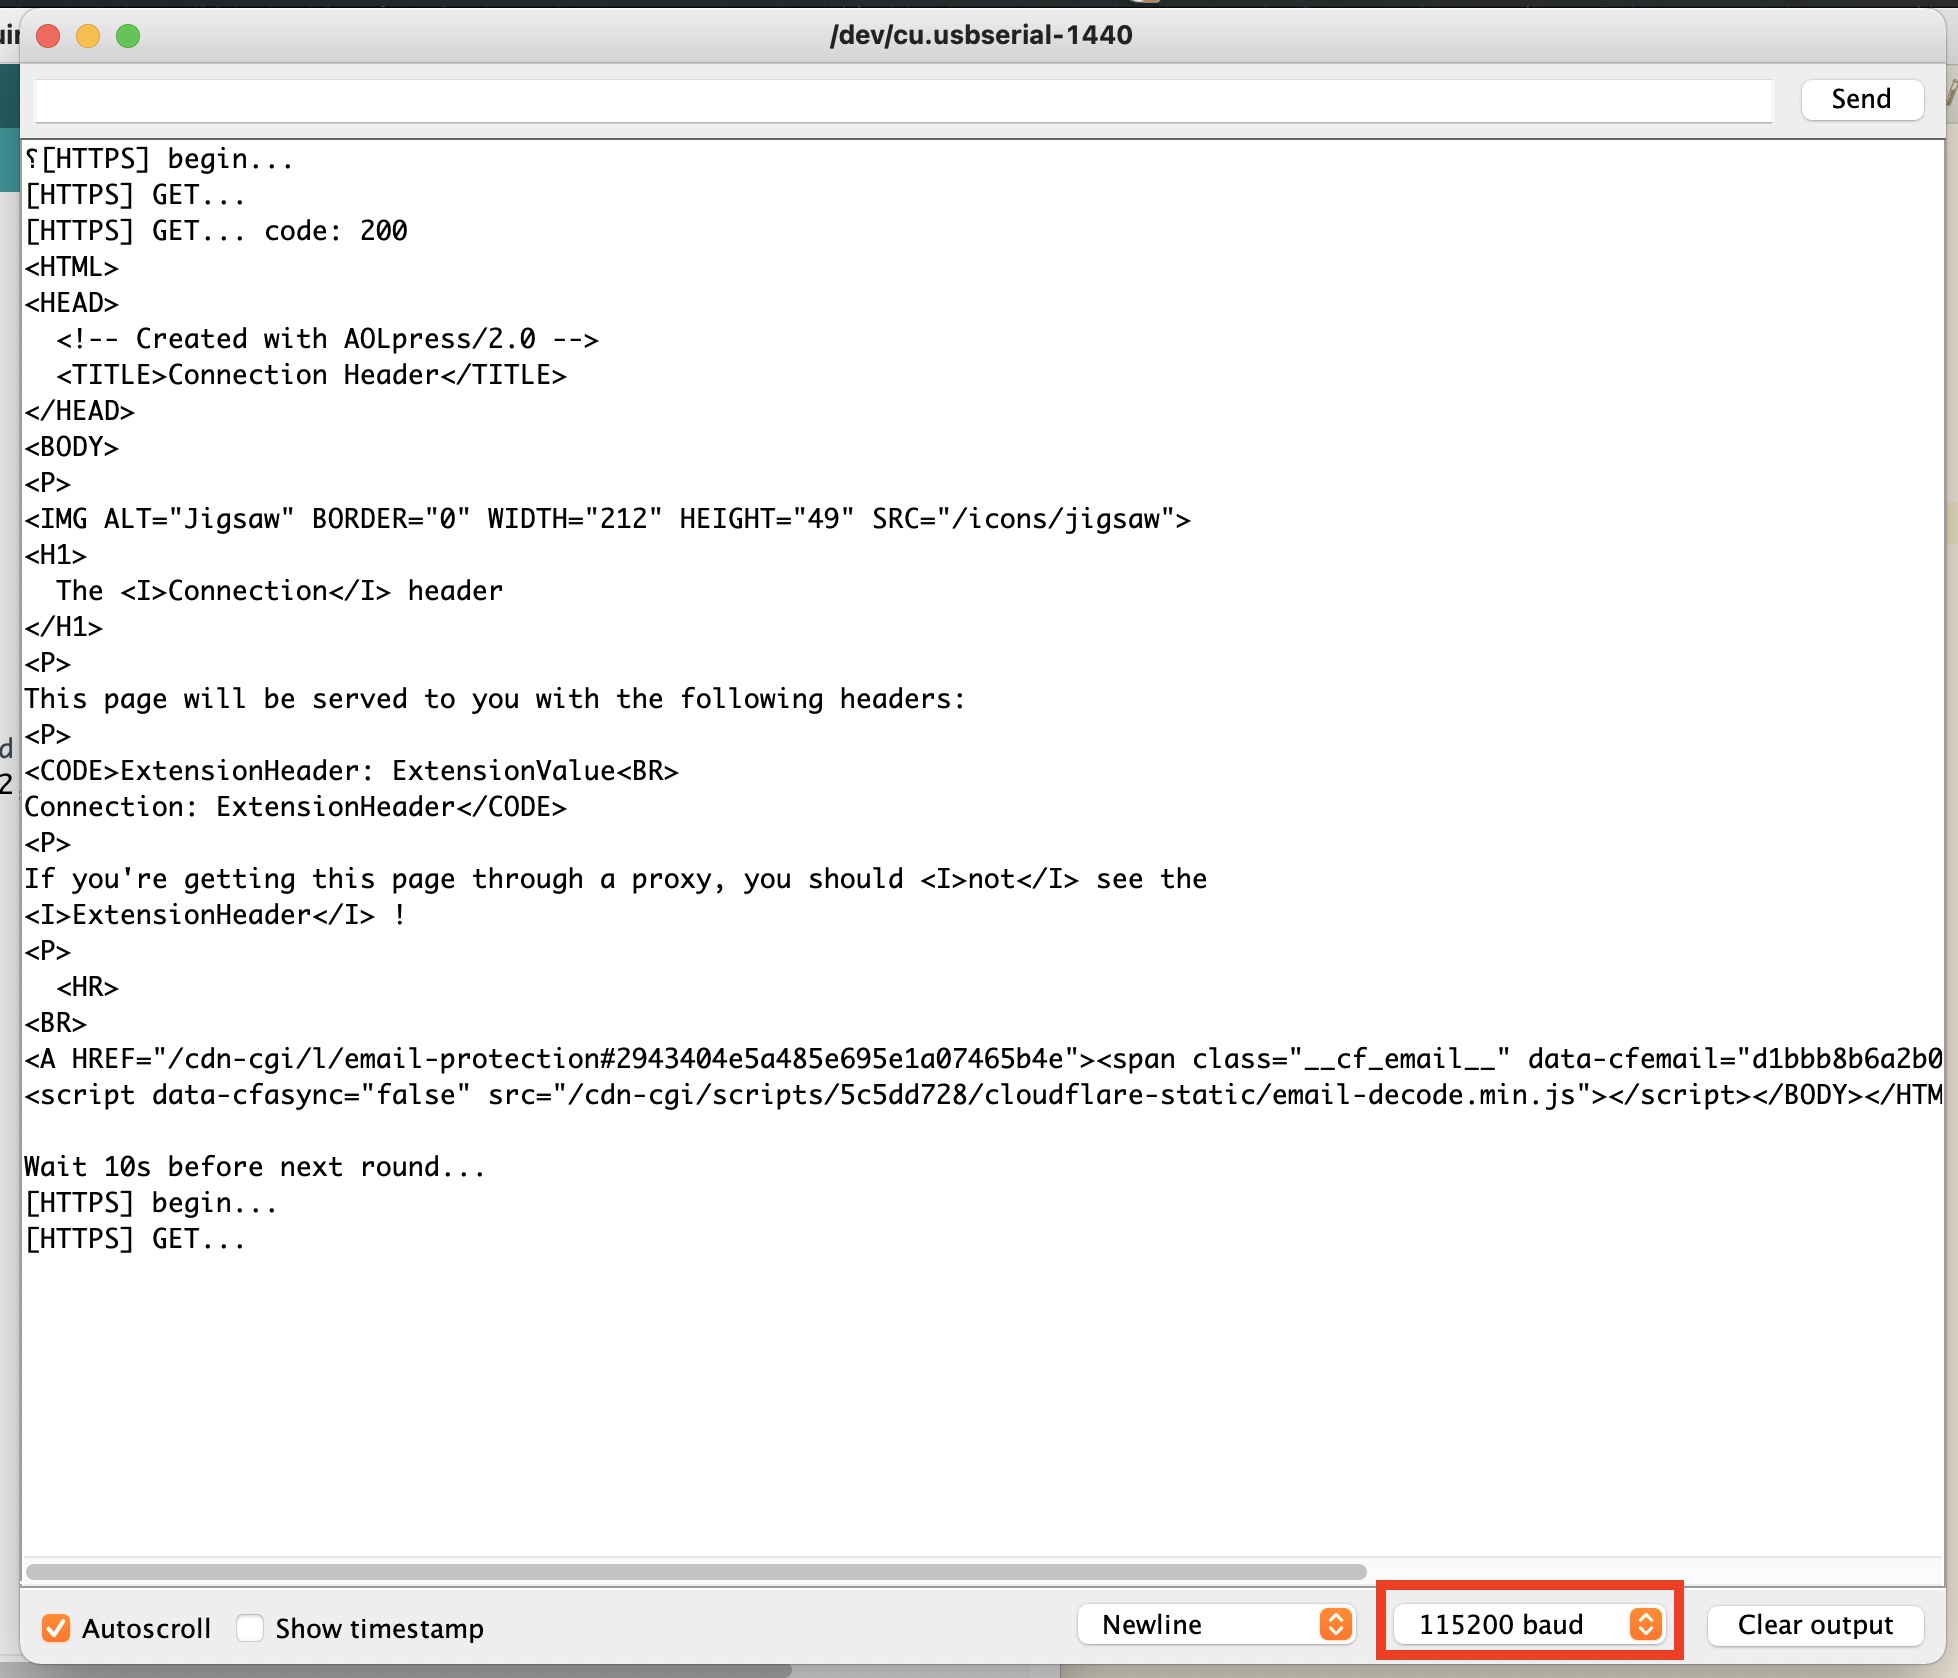 /dev/cu.usbserial-1440
Send
⸮[HTTPS] begin...
[HTTPS] GET...
[HTTPS] GET... code: 200
<HTML>
<HEAD>
  <!-- Created with AOLpress/2.0 -->
  <TITLE>Connection Header</TITLE>
</HEAD>
<BODY>
<P>
<IMG ALT="Jigsaw" BORDER="0" WIDTH="212" HEIGHT="49" SRC="/icons/jigsaw">
<H1>
  The <I>Connection</I> header
</H1>
<P>
This page will be served to you with the following headers:
<P>
<CODE>ExtensionHeader: ExtensionValue<BR>
Connection: ExtensionHeader</CODE>
<P>
If you're getting this page through a proxy, you should <I>not</I> see the
<I>ExtensionHeader</I> !
<P>
  <HR>
<BR>
<A HREF="/cdn-cgi/l/email-protection#2943404e5a485e695e1a07465b4e"><span class="__cf_email__" data-cfemail="d1bbb8b6a2b0
<script data-cfasync="false" src="/cdn-cgi/scripts/5c5dd728/cloudflare-static/email-decode.min.js"></script></BODY></HTM
Wait 10s before next round...
[HTTPS] begin...
[HTTPS] GET...
Autoscroll
Show timestamp
Newline
115200 baud
Clear output